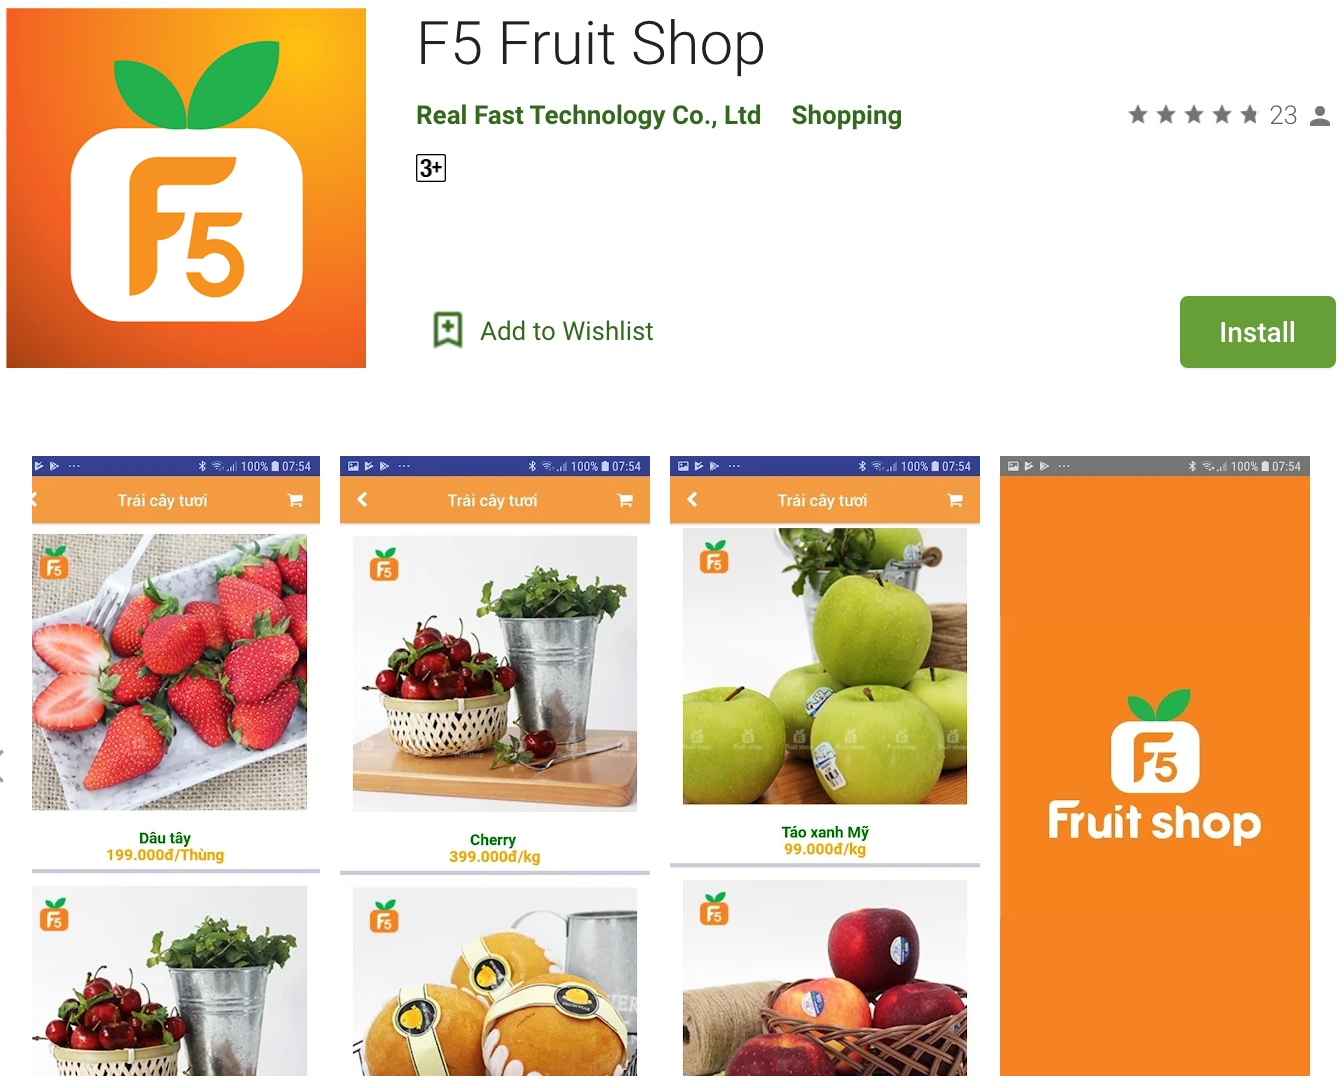 F5 Fruit Shop
Real Fast Technology Co., Ltd Shopping
23
3+
Add to Wishlist
Install
F5
100% 07:54
Trái cây tươi
F5
Dâu tây
199.000đ/Thùng
F5
100% 07:54
Trái cây tươi
F5
Cherry
399.000đ/kg
F5
100% 07:54
Trái cây tươi
F5
Táo xanh Mỹ
99.000đ/kg
F5
100% 07:54
F5
Fruit shop